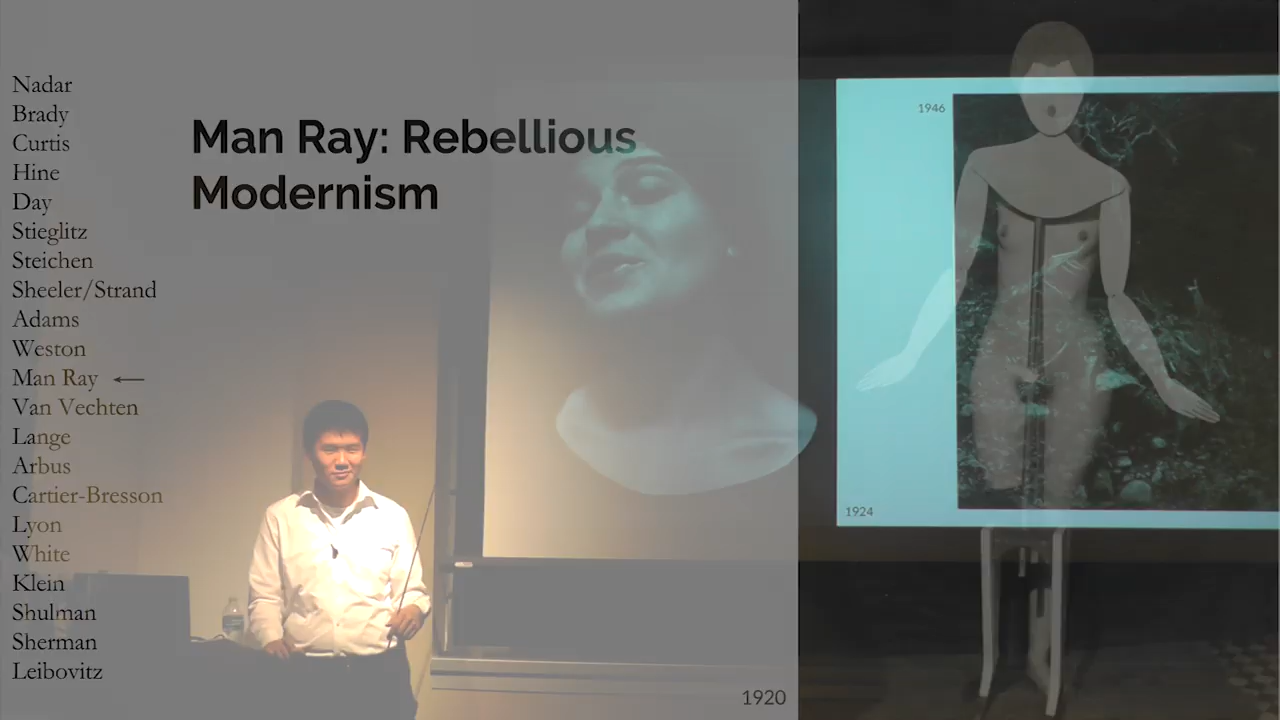 Nadar
Brady
Curtis
Hine
Day
Stieglitz
Steichen
Sheeler/Strand
Adams
Weston
Man Ray ←
Van Vechten
Lange
Arbus
Cartier-Bresson
Lyon
White
Klein
Shulman
Sherman
Leibovitz
Man Ray: Rebellious
Modernism
1920
1946
1924